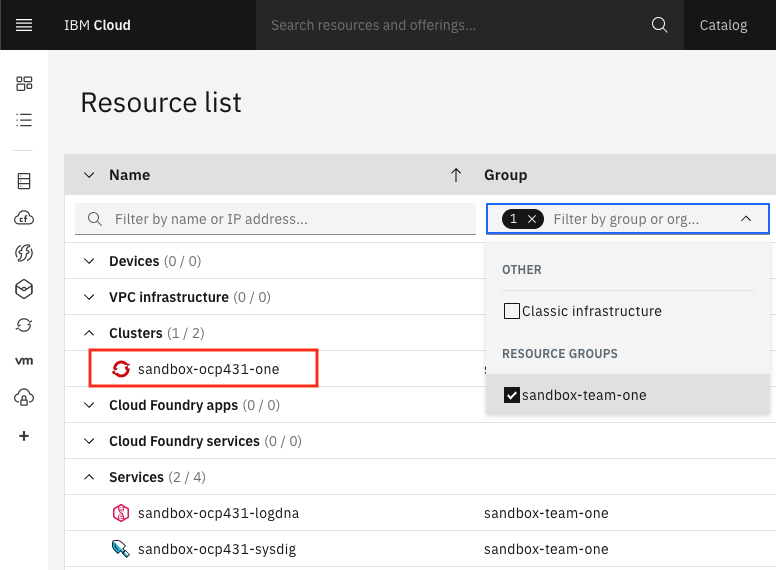 IBM Cloud
Search resources and offerings...
Catalog
Resource list
Name
Group
Filter by name or IP address...
1
Filter by group or org...
Devices (0 / 0)
OTHER
VPC infrastructure (0 / 0)
Classic infrastructure
Clusters (1 / 2)
RESOURCE GROUPS
sandbox-ocp431-one
sandbox-team-one
Cloud Foundry apps (0 / 0)
Cloud Foundry services (0 / 0)
Services (2 / 4)
sandbox-ocp431-logdna
sandbox-team-one
sandbox-ocp431-sysdig
sandbox-team-one
cf
vm